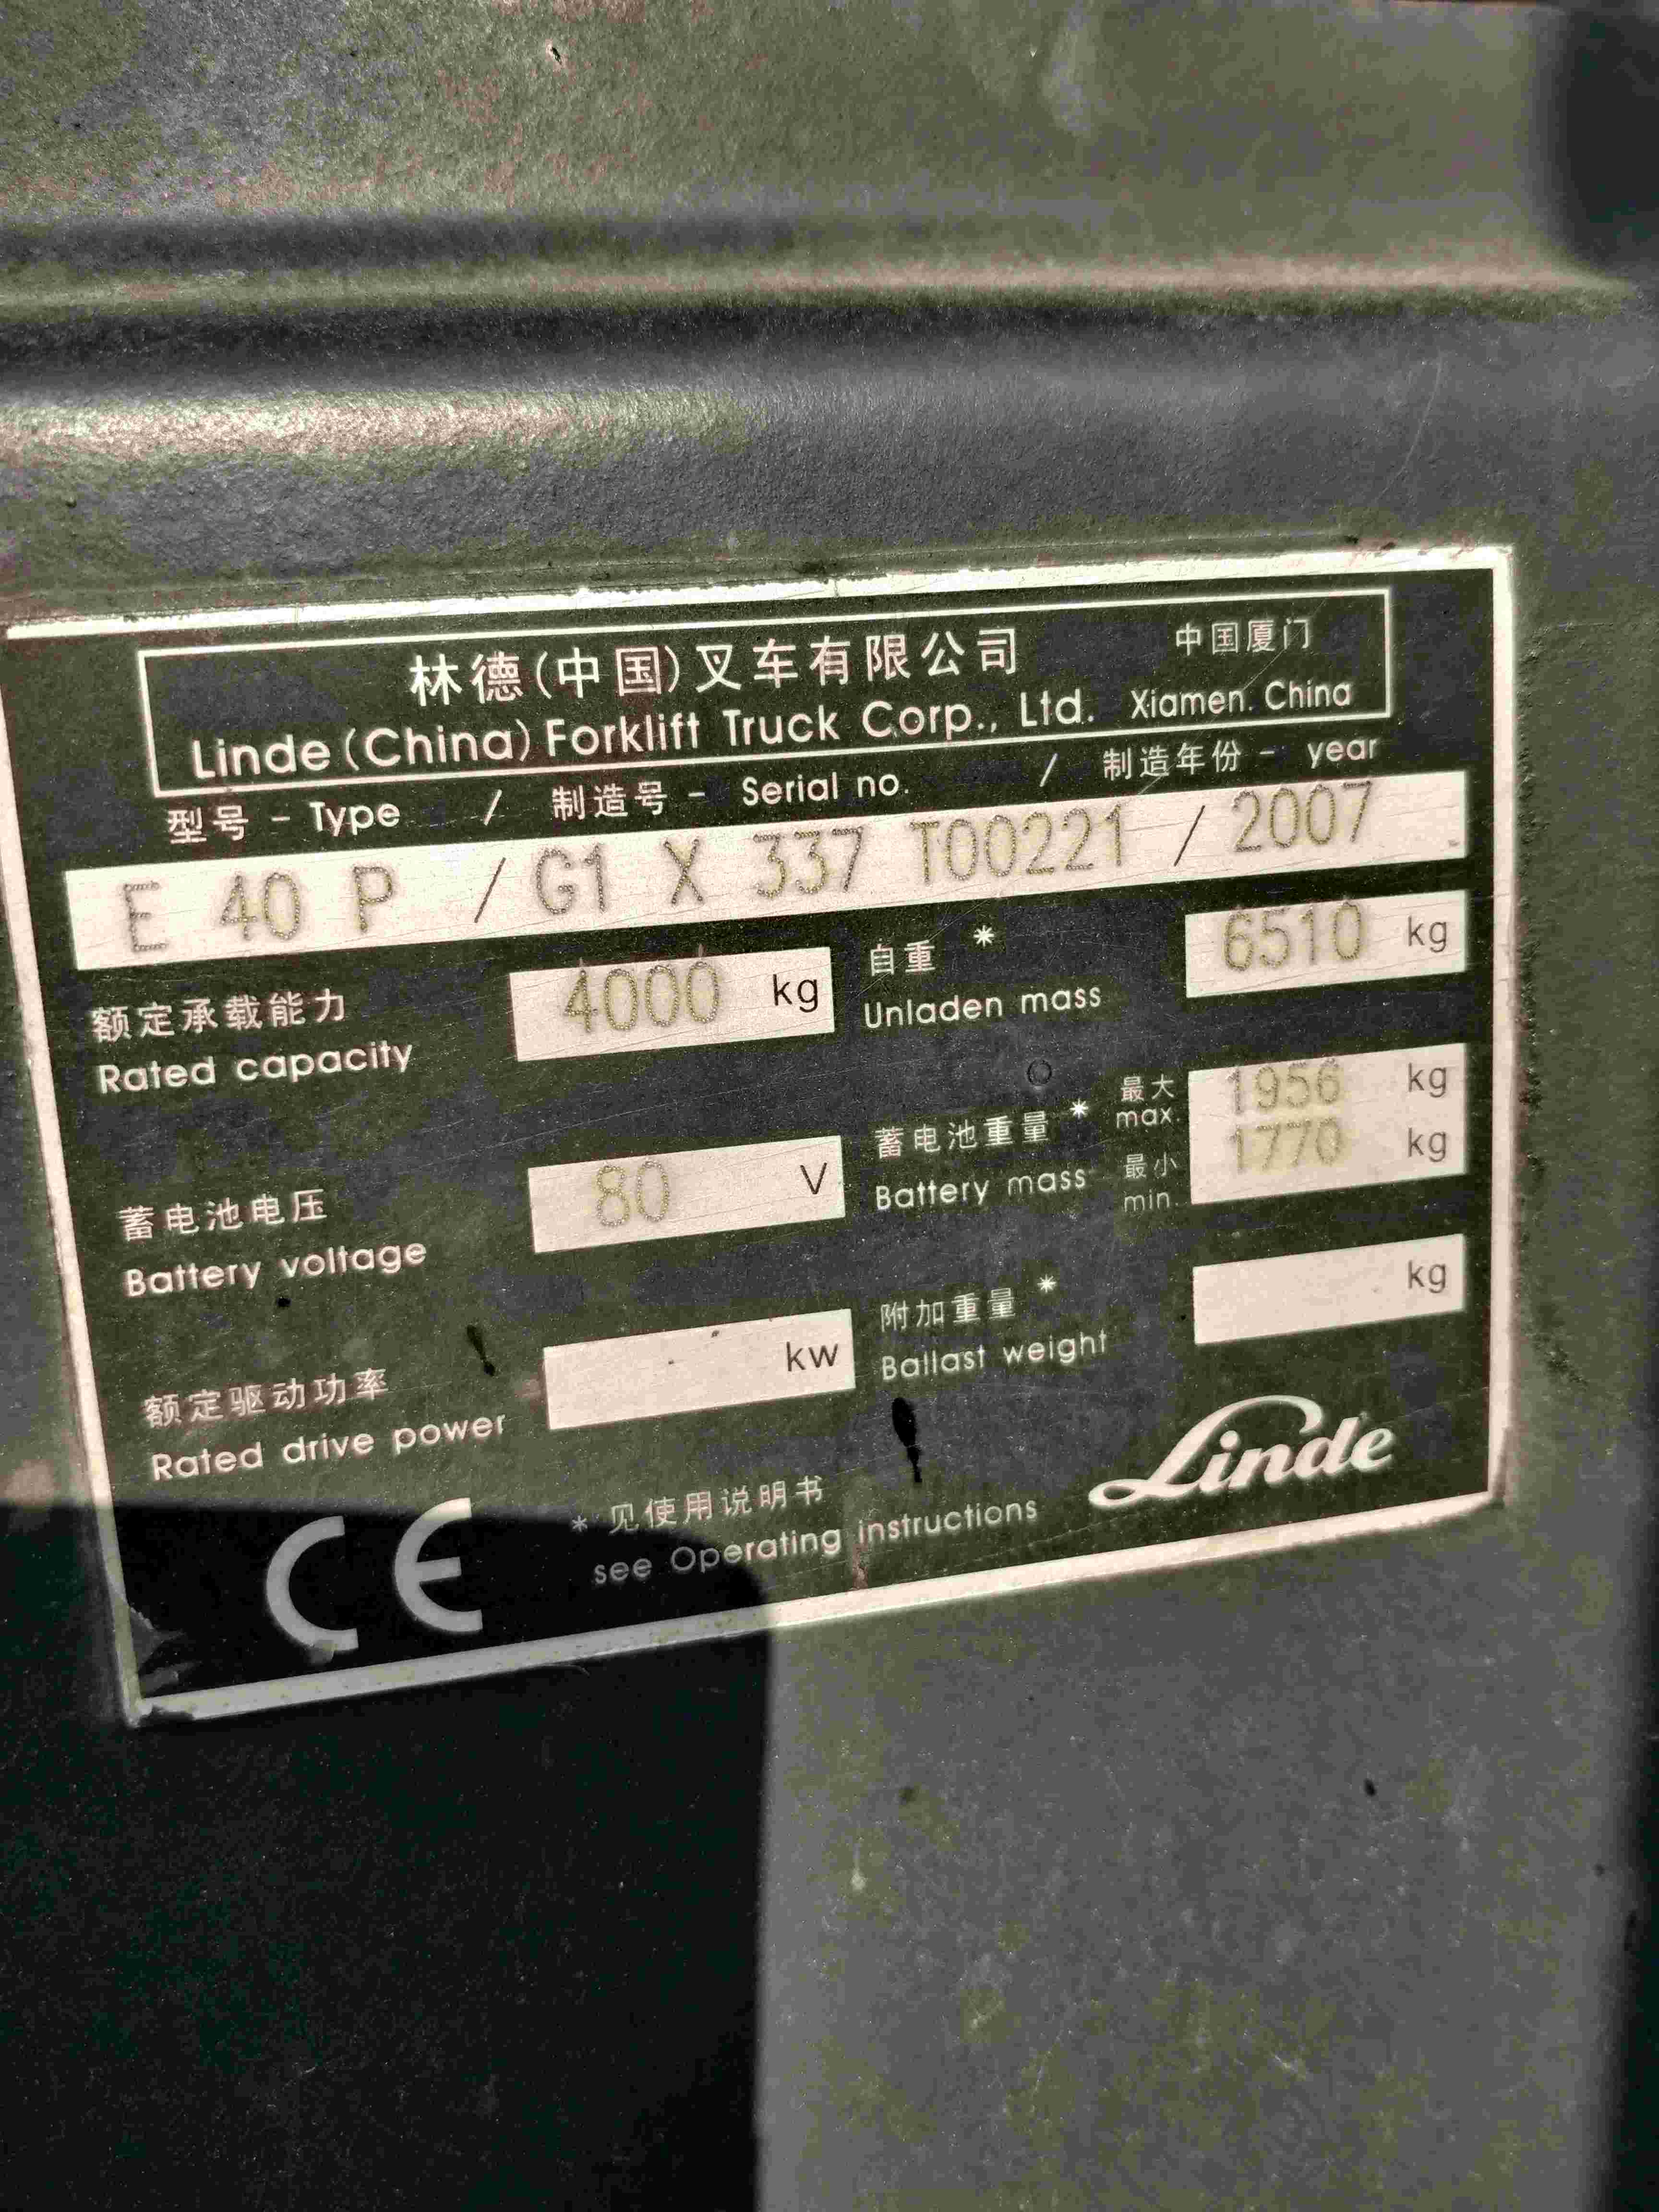 林德(中国)叉车有限公司 中国厦门
Linde (China) Forklift Truck Corp., Ltd. Xiamen. China
型号 - Type / 制造号 - Serial no. / 制造年份 - year
E 40 P / G1 X 337 T00221 / 2007
额定承载能力
Rated capacity
4000 kg
自重 *
Unladen mass
6510 kg
蓄电池电压
Battery voltage
80 V
蓄电池重量 *
Battery mass
最大
max.
1956 kg
最小
min.
1770 kg
额定驱动功率
Rated drive power
kw
附加重量 *
Ballast weight
kg
CE
* 见使用说明书
see Operating instructions
Linde